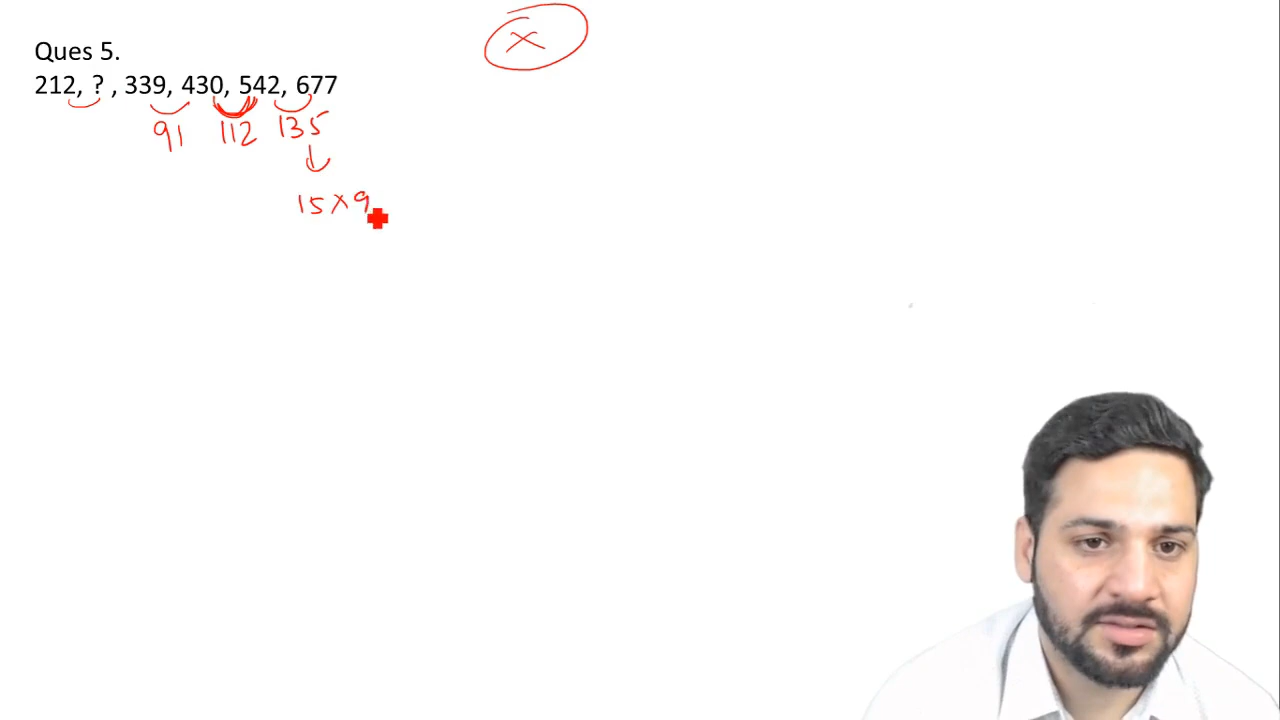 Ques 5.
212, ? , 339, 430, 542, 677
91 112 135
15×9
x